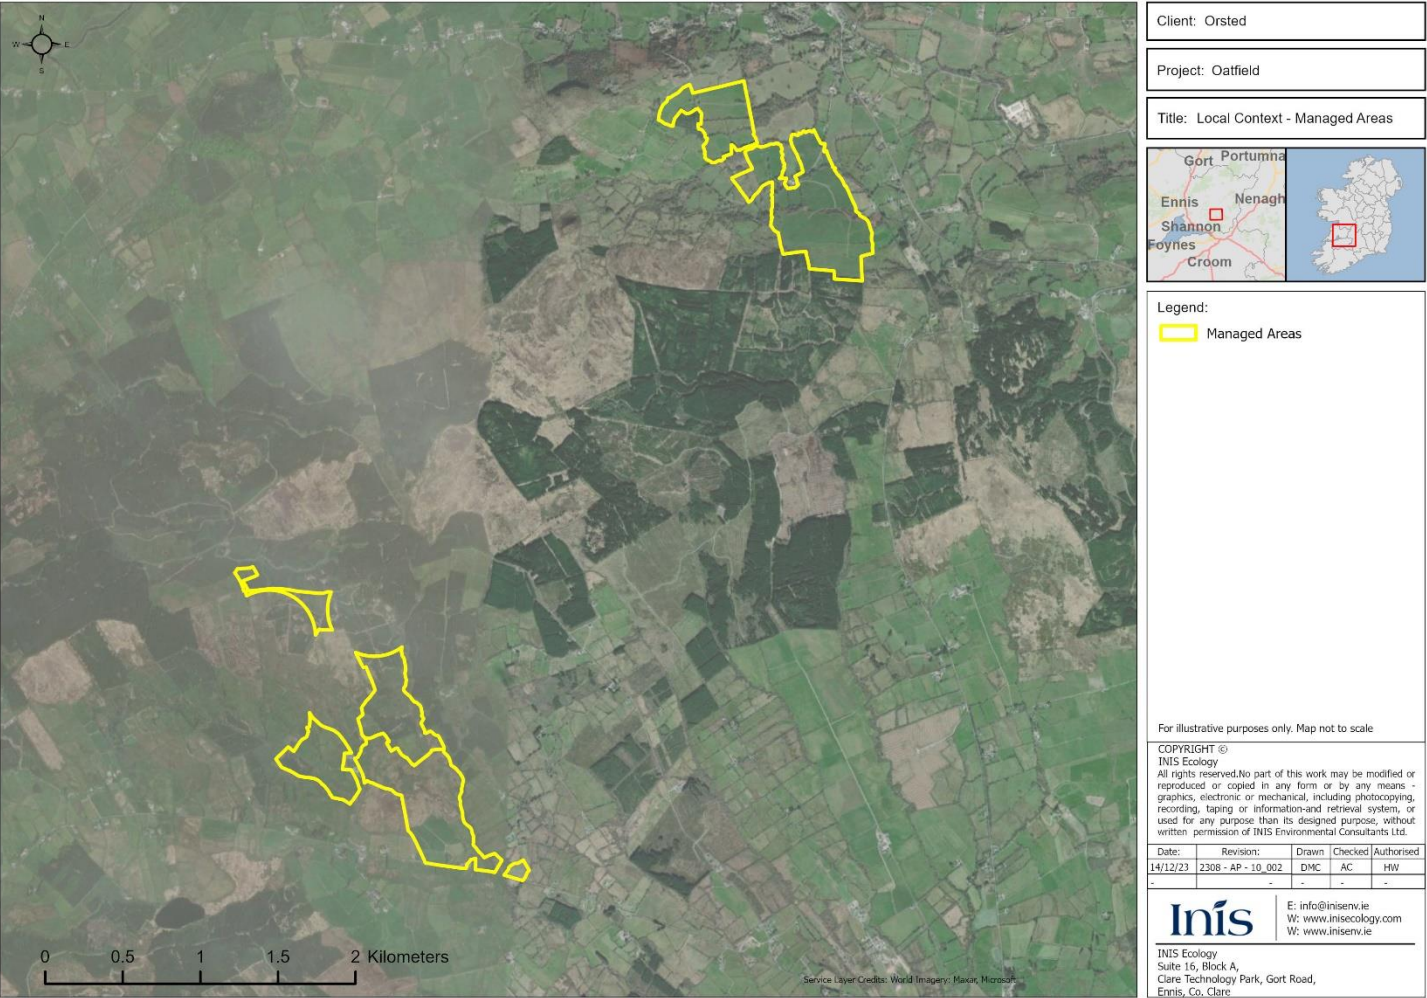 N
W E
S
Client: Orsted
Project: Oatfield
Title: Local Context - Managed Areas
Gort Portumna
Ennis Nenagh
Shannon
Foynes
Croom
Legend:
Managed Areas
For illustrative purposes only. Map not to scale
COPYRIGHT ©
INIS Ecology
All rights reserved.No part of this work may be modified or
reproduced or copied in any form or by any means -
graphics, electronic or mechanical, including photocopying,
recording, taping or information-and retrieval system, or
used for any purpose than its designed purpose, without
written permission of INIS Environmental Consultants Ltd.
Date: Revision: Drawn Checked Authorised
14/12/23 2308 - AP - 10_002 DMC AC HW
- - - - -
Inis
E: info@inisenv.ie
W: www.inisecology.com
W: www.inisenv.ie
INIS Ecology
Suite 16, Block A,
Clare Technology Park, Gort Road,
Ennis, Co. Clare
0 0.5 1 1.5 2 Kilometers
Service Layer Credits: World Imagery: Maxar, Microsoft